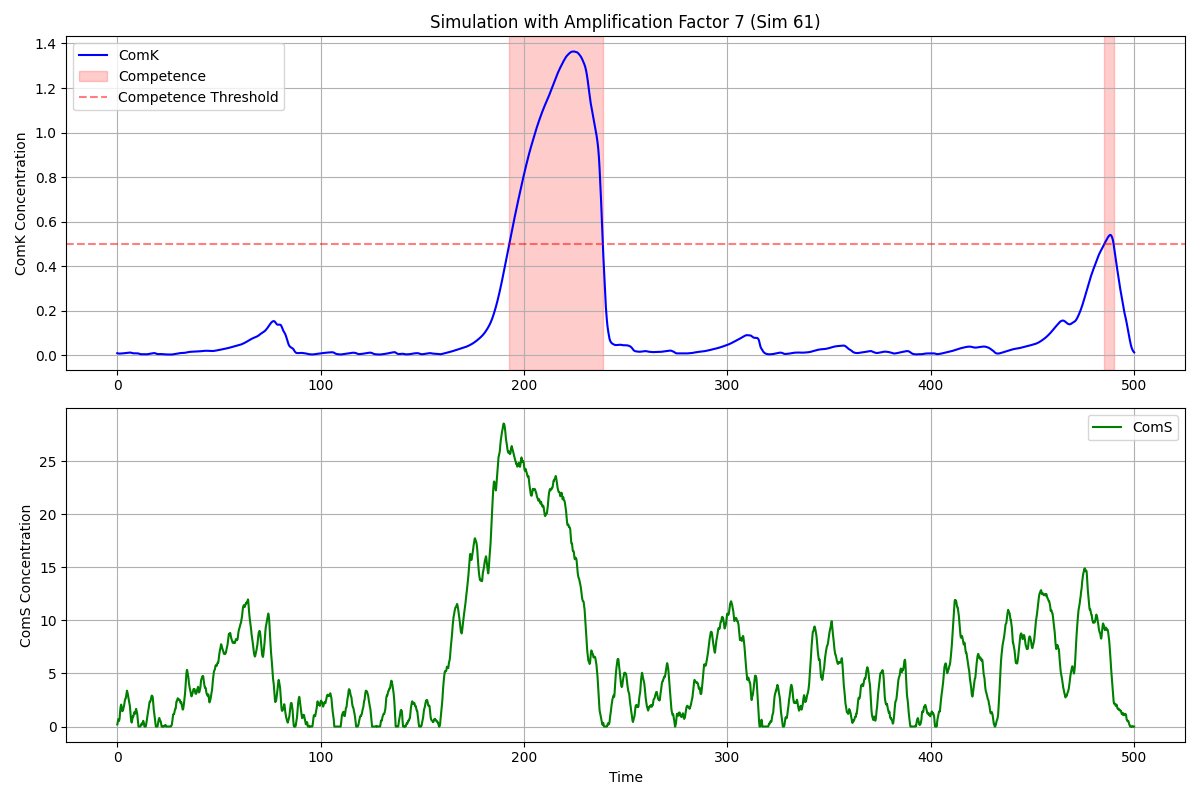 Simulation with Amplification Factor 7 (Sim 61)
ComK Concentration
1.4
1.2
1.0
0.8
0.6
0.4
0.2
0.0
ComK
Competence
Competence Threshold
0 100 200 300 400 500
ComS Concentration
25
20
15
10
5
0
ComS
0 100 200 300 400 500
Time